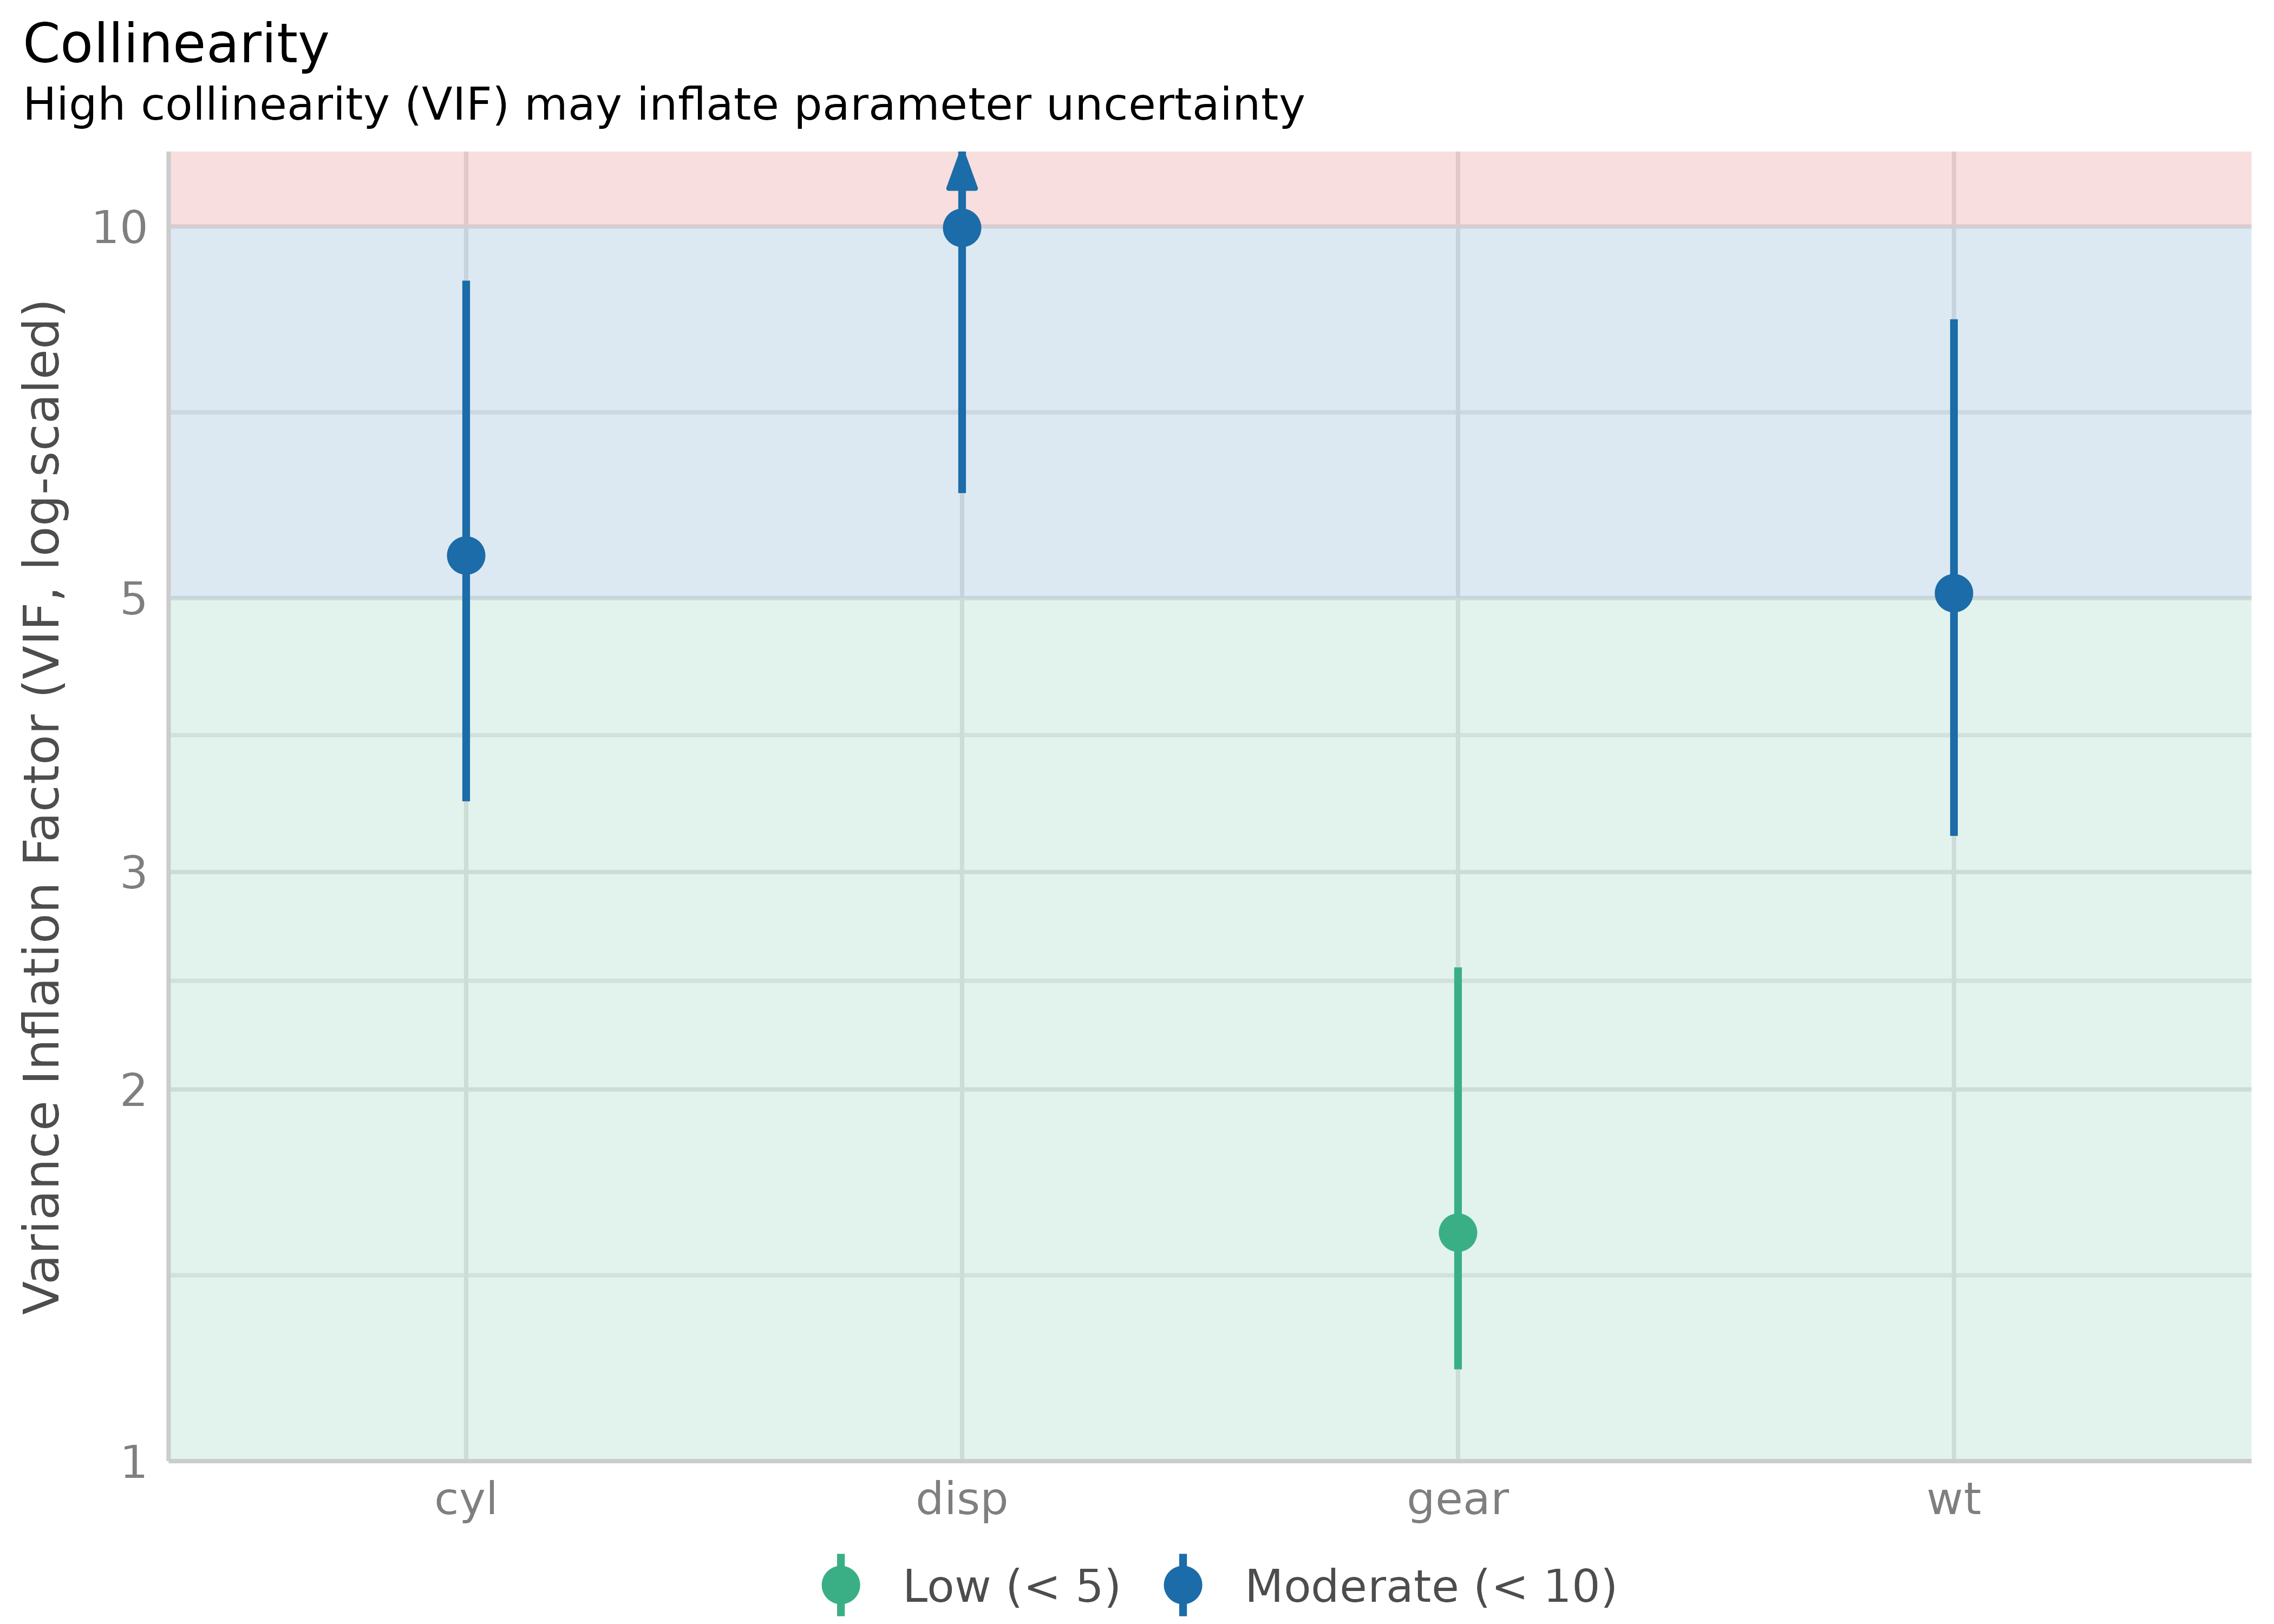 Collinearity
High collinearity (VIF) may inflate parameter uncertainty
Variance Inflation Factor (VIF, log-scaled)
10
5
3
2
1
cyl disp gear wt
Low (< 5) Moderate (< 10)